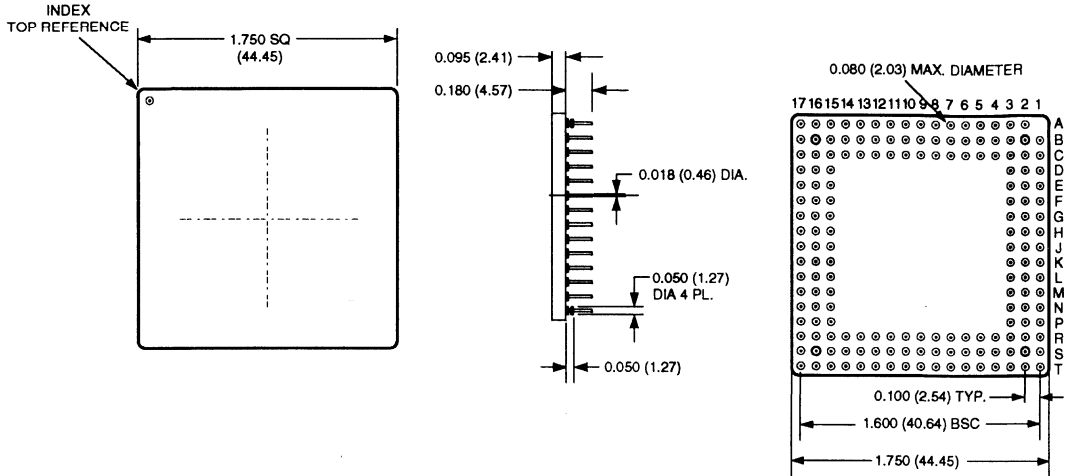 INDEX
TOP REFERENCE
1.750 SQ
(44.45)
0.095 (2.41)
0.180 (4.57)
0.018 (0.46) DIA.
0.050 (1.27)
DIA 4 PL.
0.050 (1.27)
0.080 (2.03) MAX. DIAMETER
17 16 15 14 13 12 11 10 9 8 7 6 5 4 3 2 1
A
B
C
D
E
F
G
H
J
K
L
M
N
P
R
S
T
0.100 (2.54) TYP.
1.600 (40.64) BSC
1.750 (44.45)